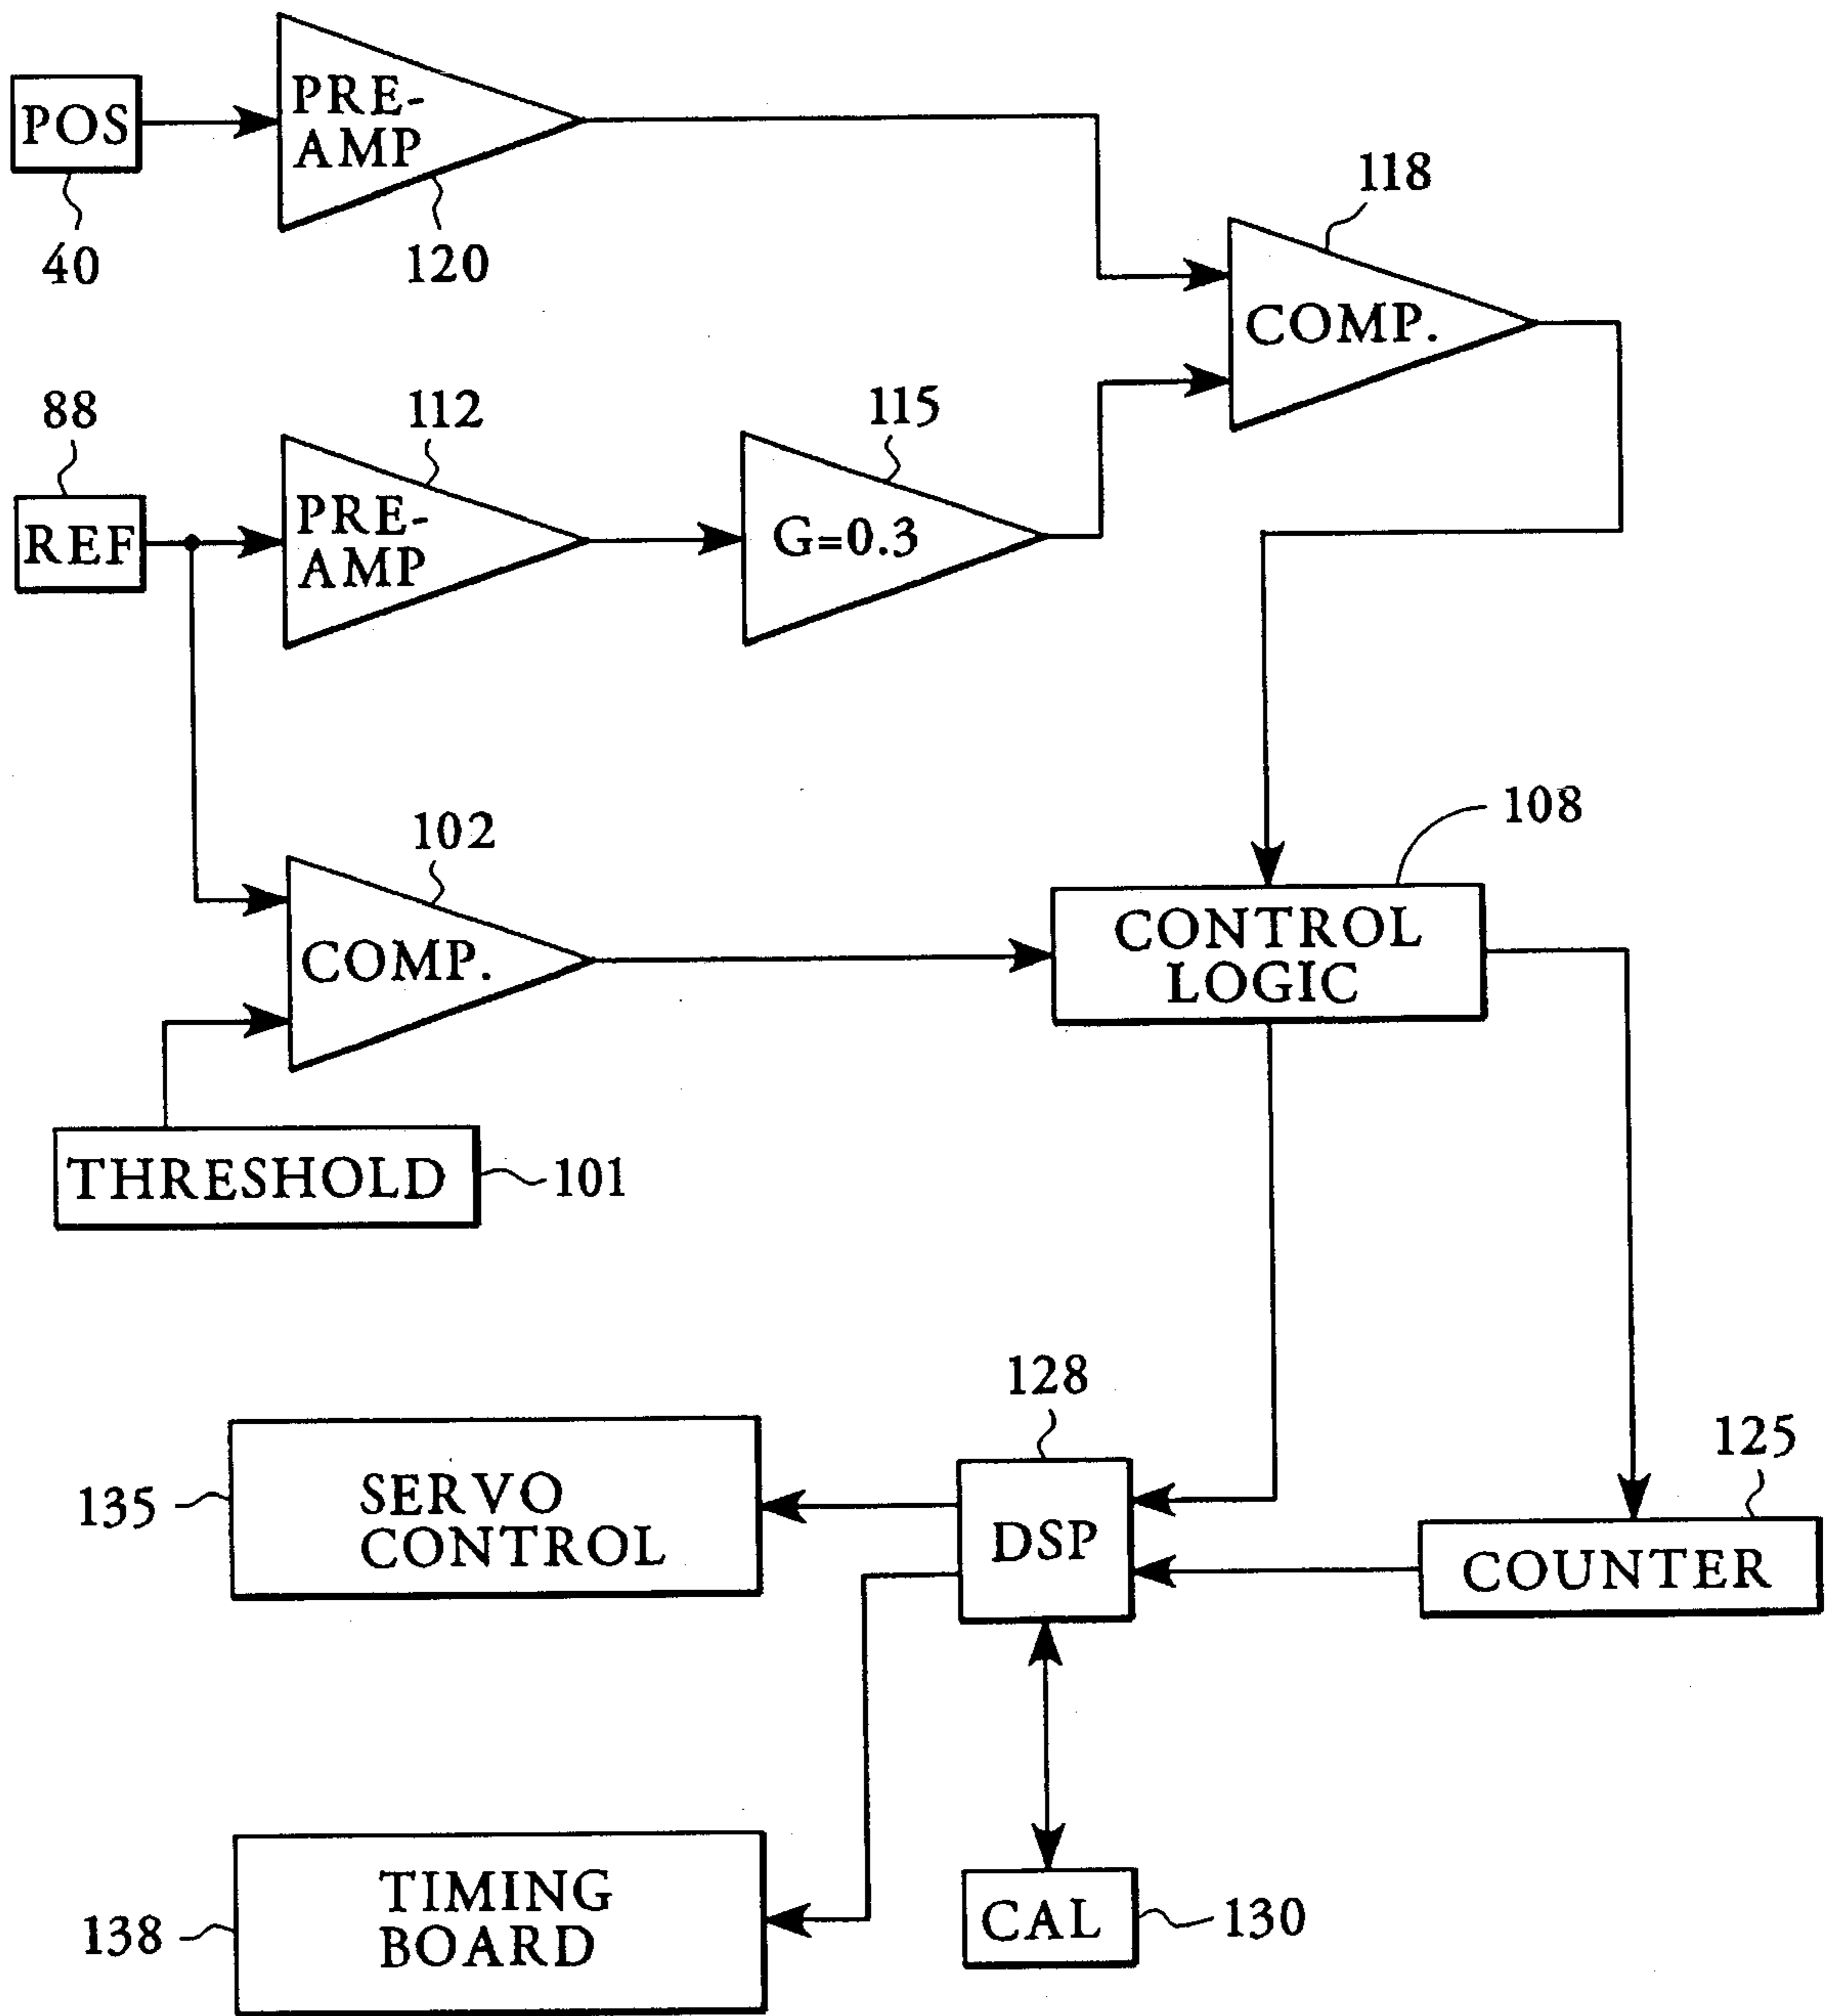 POS
40
PRE-
AMP
120
118
COMP.
88
REF
112
PRE-
AMP
115
G=0.3
102
COMP.
108
CONTROL
LOGIC
THRESHOLD
101
128
125
135
SERVO
CONTROL
DSP
COUNTER
138
TIMING
BOARD
CAL
130